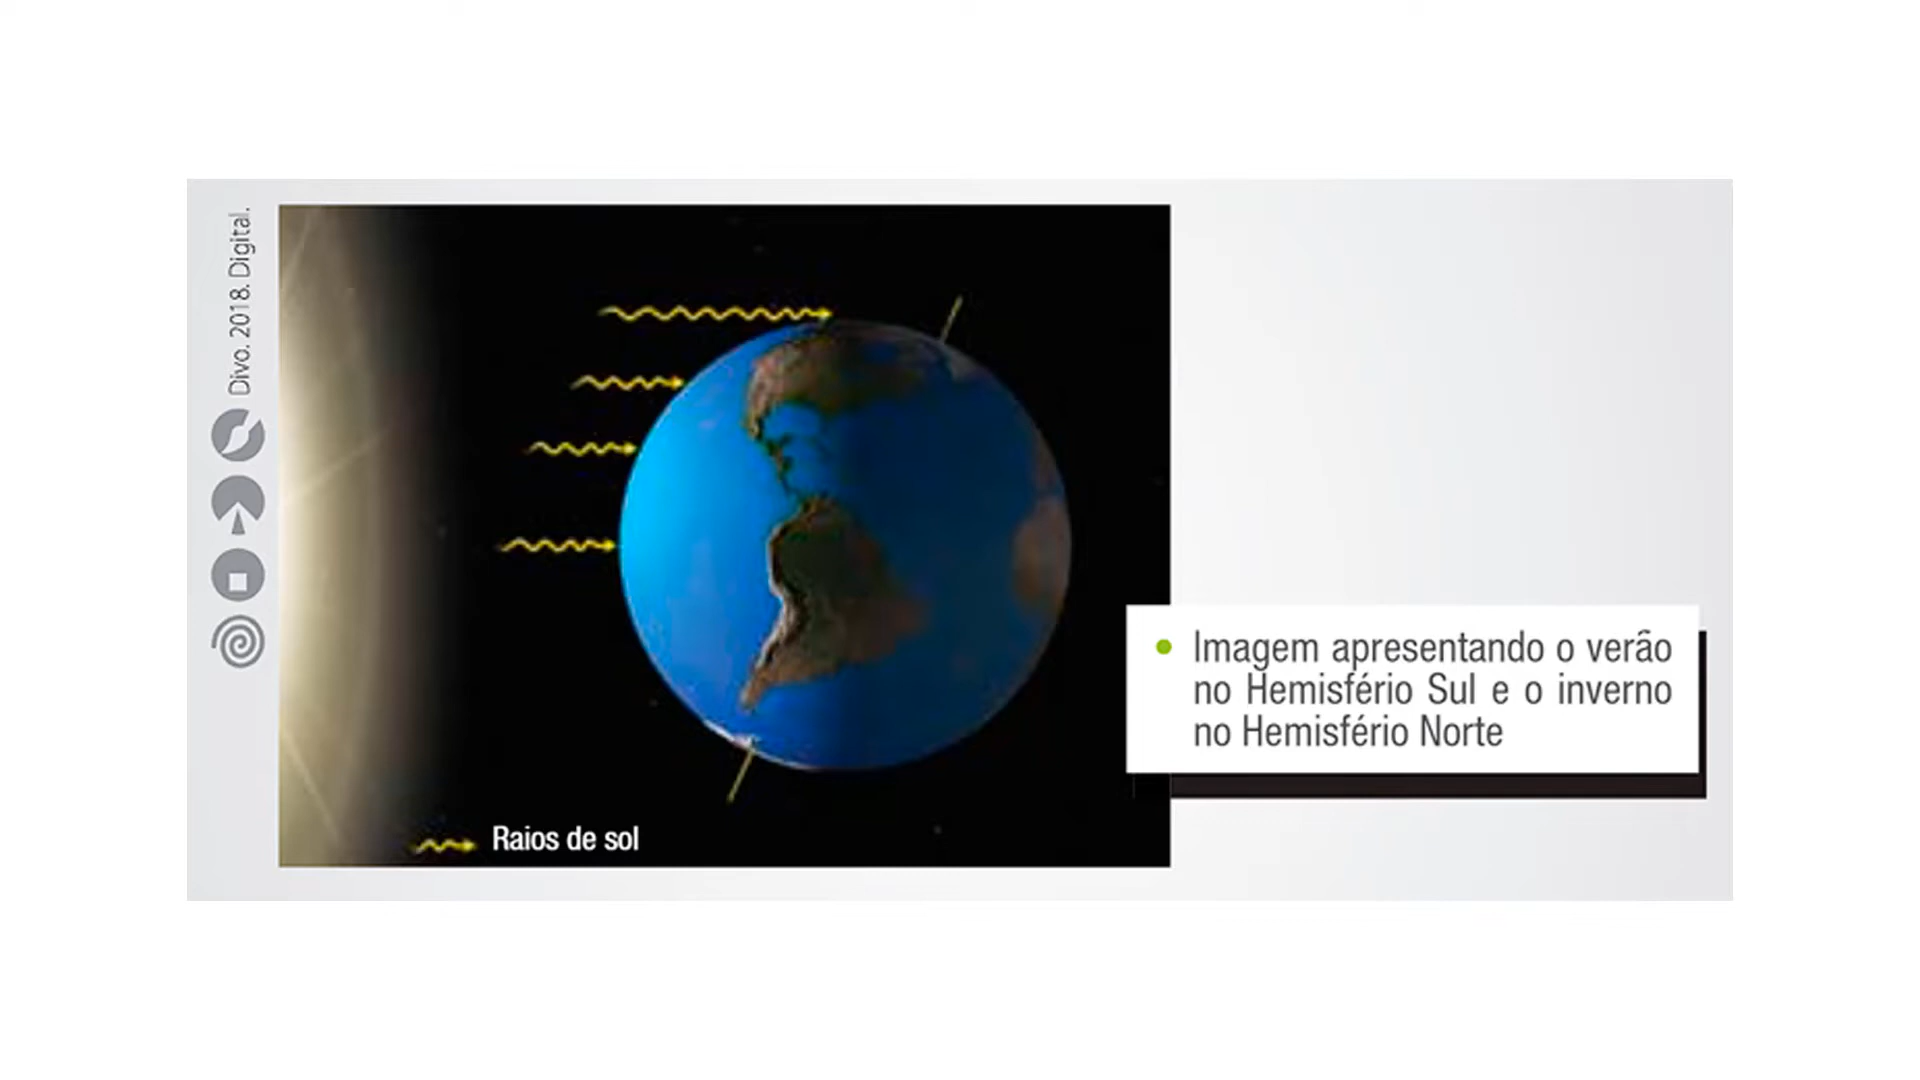 Divo. 2018. Digital.
Raios de sol
Imagem apresentando o verão
no Hemisfério Sul e o inverno
no Hemisfério Norte